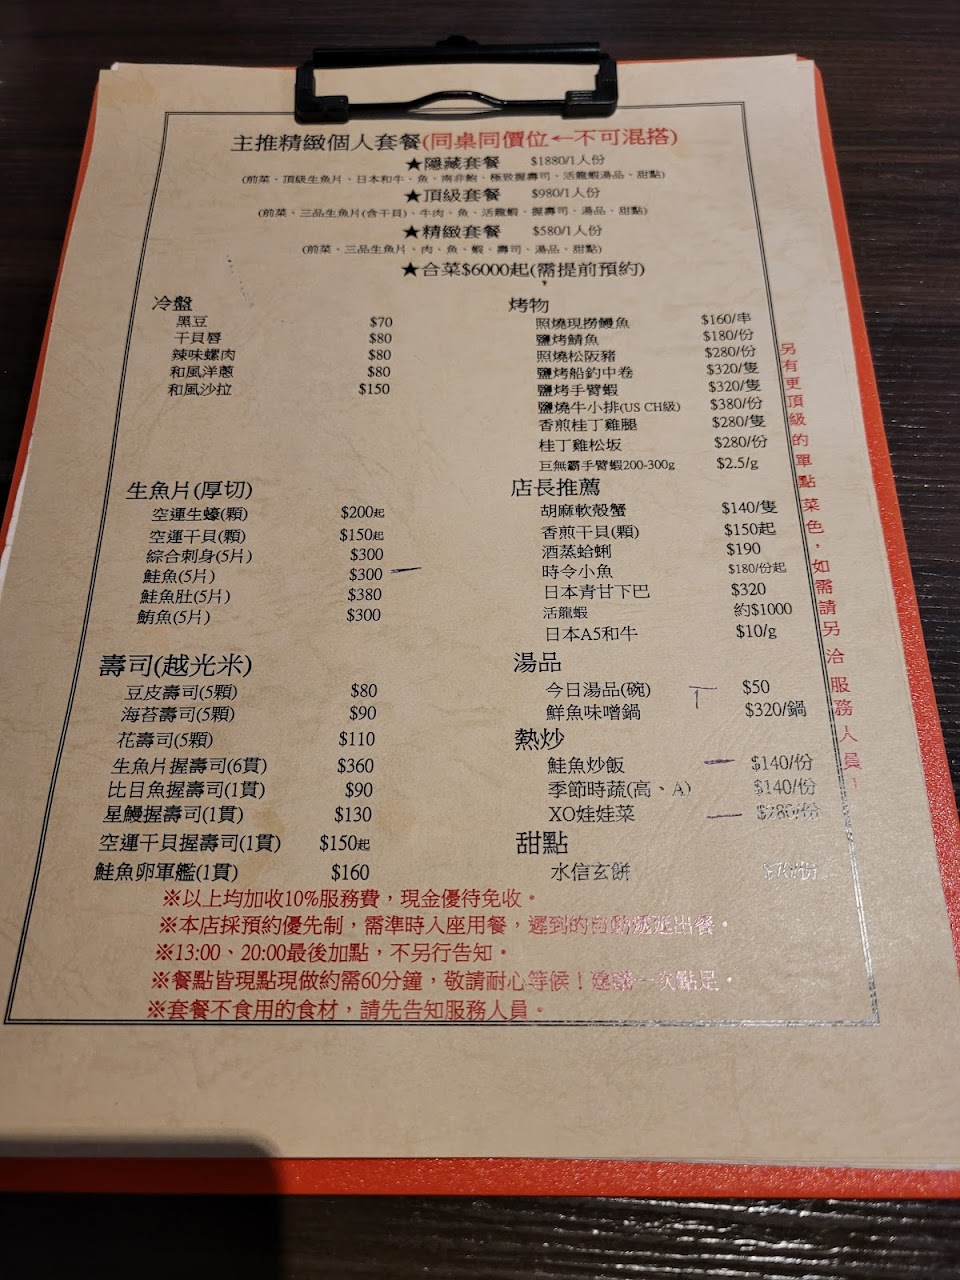 主推精緻個人套餐(同桌同價位←不可混搭)
★隱藏套餐 $1880/1人份
(前菜、頂級生魚片、日本和牛、魚、南非鮑、極致握壽司、活龍蝦湯品、甜點)
★頂級套餐 $980/1人份
(前菜、三品生魚片(含干貝)、牛肉、魚、活龍蝦、握壽司、湯品、甜點)
★精緻套餐 $580/1人份
(前菜、三品生魚片、肉、魚、蝦、壽司、湯品、甜點)
★合菜$6000起(需提前預約)
冷盤
黑豆 $70
干貝唇 $80
辣味螺肉 $80
和風洋蔥 $80
和風沙拉 $150
生魚片(厚切)
空運生蠔(顆) $200起
空運干貝(顆) $150起
綜合刺身(5片) $300
鮭魚(5片) $300
鮭魚肚(5片) $380
鮪魚(5片) $300
壽司(越光米)
豆皮壽司(5顆) $80
海苔壽司(5顆) $90
花壽司(5顆) $110
生魚片握壽司(6貫) $360
比目魚握壽司(1貫) $90
星鰻握壽司(1貫) $130
空運干貝握壽司(1貫) $150起
鮭魚卵軍艦(1貫) $160
烤物
照燒現撈鰻魚 $160/串
鹽烤鯖魚 $180/份
照燒松阪豬 $280/份
鹽烤船釣中卷 $320/隻
鹽烤手臂蝦 $320/隻
鹽燒牛小排(US CH級) $380/份
香煎桂丁雞腿 $280/隻
桂丁雞松坂 $280/份
巨無霸手臂蝦200-300g $2.5/g
店長推薦
胡麻軟殼蟹 $140/隻
香煎干貝(顆) $150起
酒蒸蛤蜊 $190
時令小魚 $180/份起
日本青甘下巴 $320
活龍蝦 約$1000
日本A5和牛 $10/g
湯品
今日湯品(碗) $50
鮮魚味噌鍋 $320/鍋
熱炒
鮭魚炒飯 $140/份
季節時蔬(高、A) $140/份
XO娃娃菜 $280/份
甜點
水信玄餅 $70/份
另有更頂級的單點菜色，如需請另洽服務人員！
※以上均加收10%服務費，現金優待免收。
※本店採預約優先制，需準時入座用餐，遲到的自動遞延出餐。
※13:00、20:00最後加點，不另行告知。
※餐點皆現點現做約需60分鐘，敬請耐心等候！邀請一次點足。
※套餐不食用的食材，請先告知服務人員。